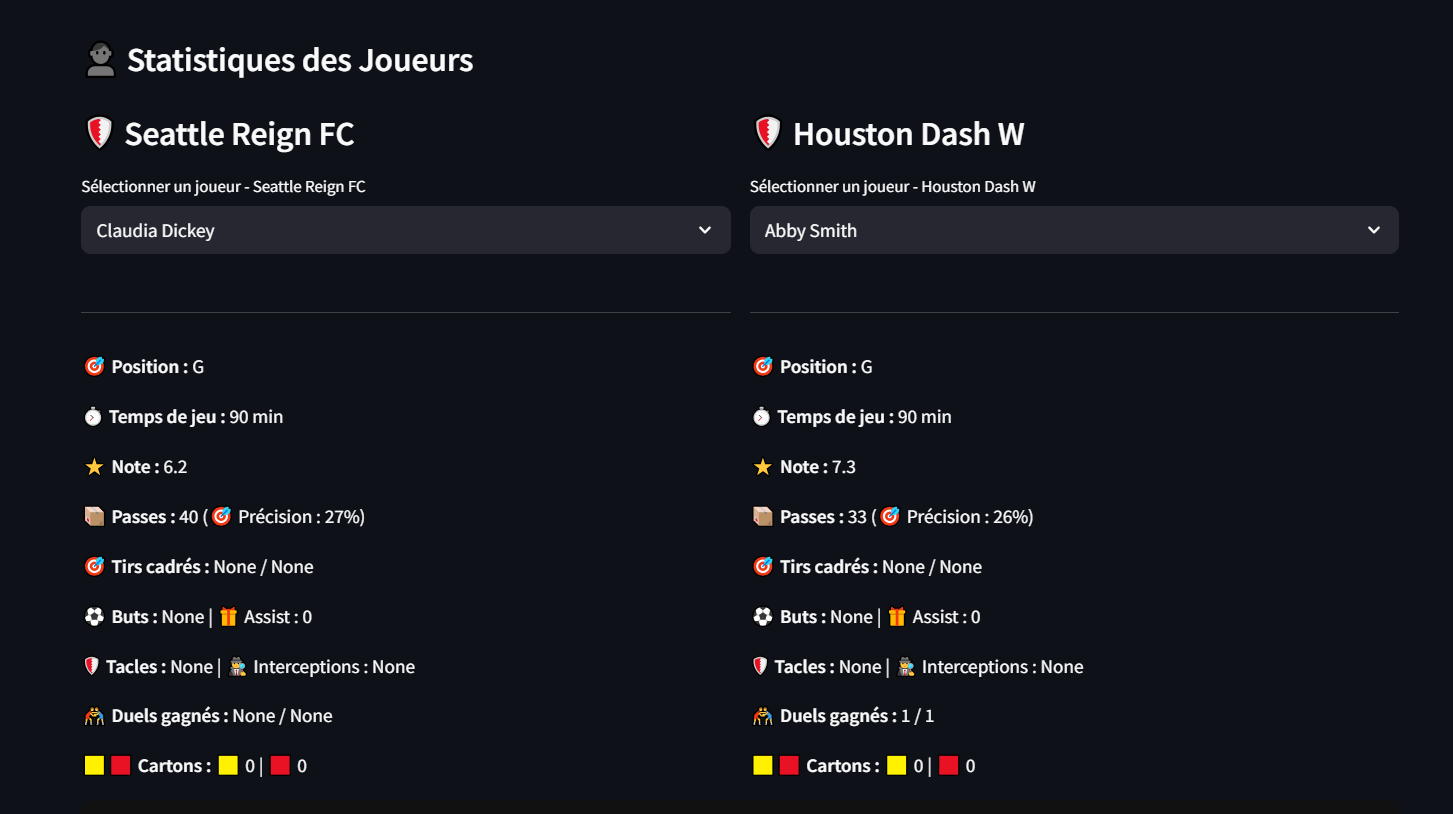 Statistiques des Joueurs
Seattle Reign FC
Sélectionner un joueur - Seattle Reign FC
Claudia Dickey
Position : G
Temps de jeu : 90 min
Note : 6.2
Passes : 40 ( Précision : 27%)
Tirs cadrés : None / None
Buts : None | Assist : 0
Tacles : None | Interceptions : None
Duels gagnés : None / None
Cartons : 0 | 0
Houston Dash W
Sélectionner un joueur - Houston Dash W
Abby Smith
Position : G
Temps de jeu : 90 min
Note : 7.3
Passes : 33 ( Précision : 26%)
Tirs cadrés : None / None
Buts : None | Assist : 0
Tacles : None | Interceptions : None
Duels gagnés : 1 / 1
Cartons : 0 | 0